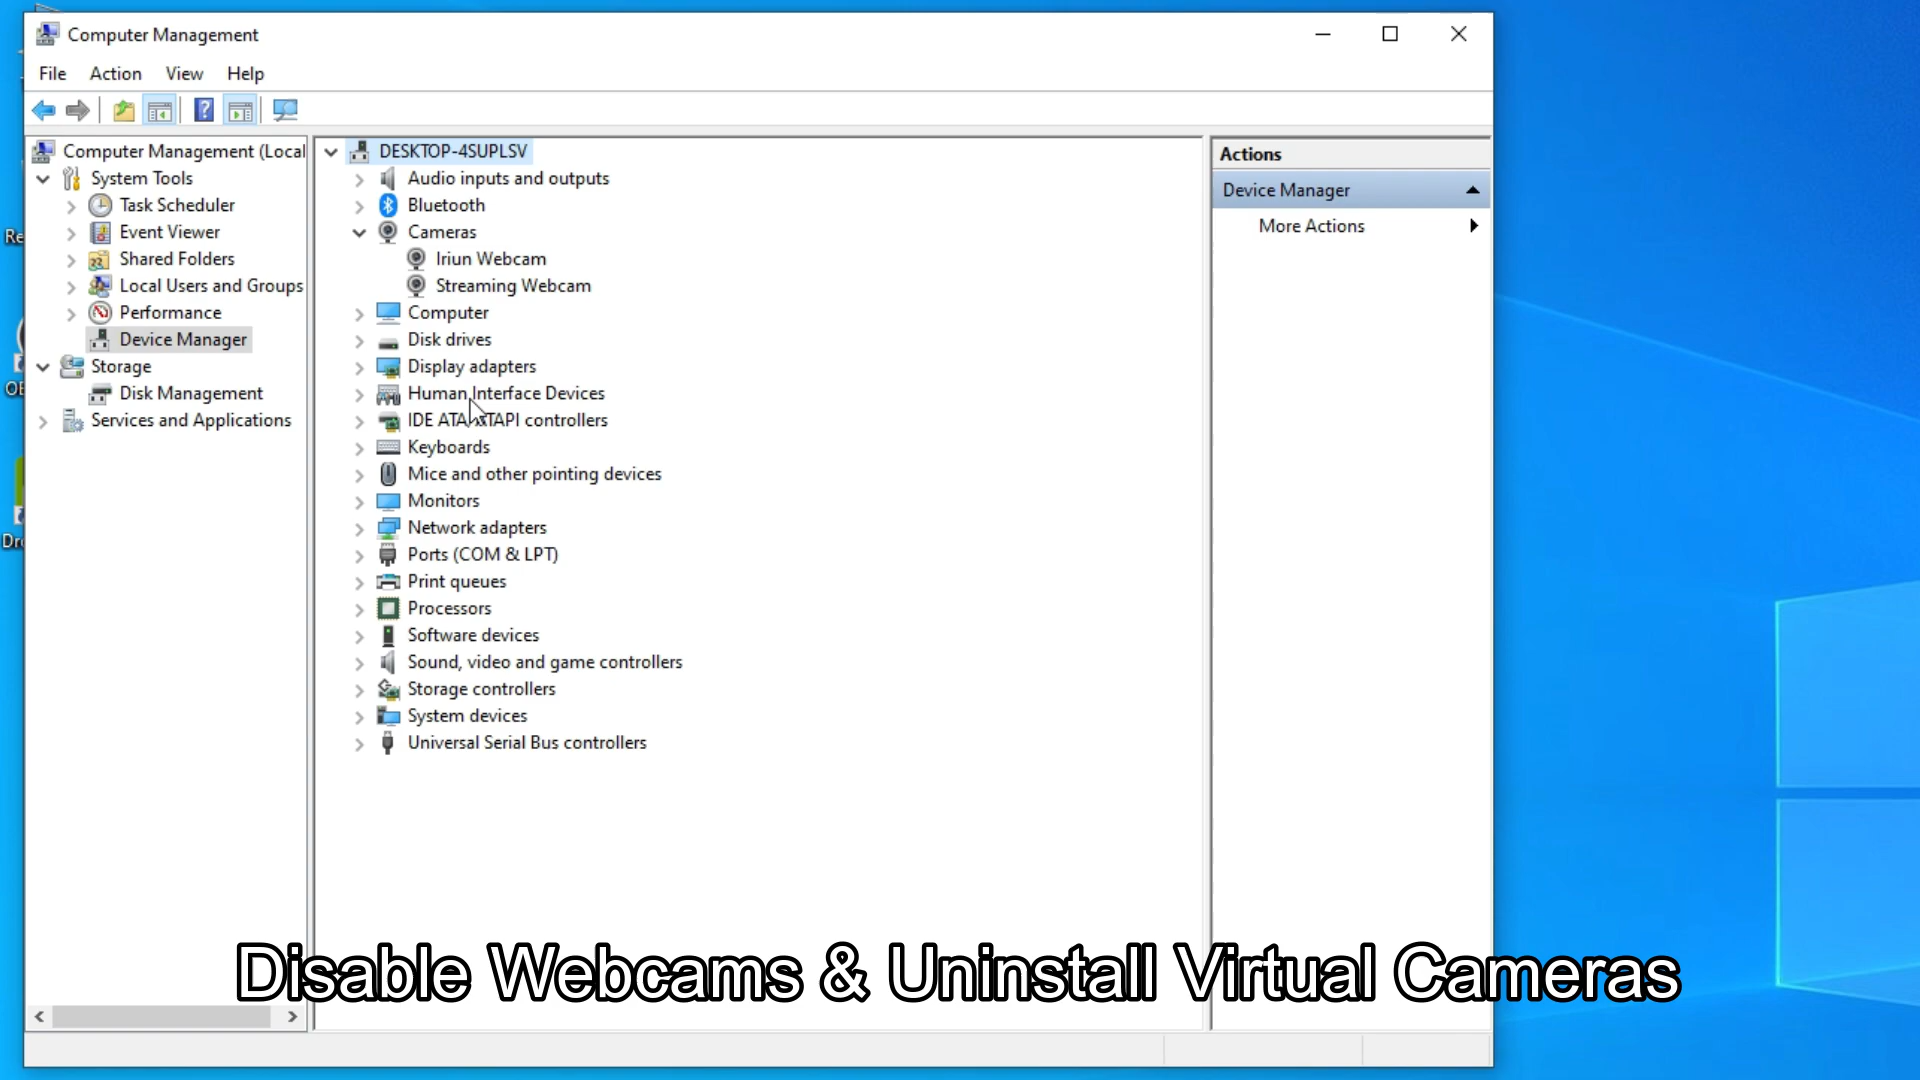 Computer Management
File Action View Help
Computer Management (Local
System Tools
Task Scheduler
Event Viewer
Shared Folders
Local Users and Groups
Performance
Device Manager
Storage
Disk Management
Services and Applications
DESKTOP-4SUPLSV
Audio inputs and outputs
Bluetooth
Cameras
Iriun Webcam
Streaming Webcam
Computer
Disk drives
Display adapters
Human Interface Devices
IDE ATA/ATAPI controllers
Keyboards
Mice and other pointing devices
Monitors
Network adapters
Ports (COM & LPT)
Print queues
Processors
Software devices
Sound, video and game controllers
Storage controllers
System devices
Universal Serial Bus controllers
Actions
Device Manager
More Actions
Re
OB
Dro
Disable Webcams & Uninstall Virtual Cameras